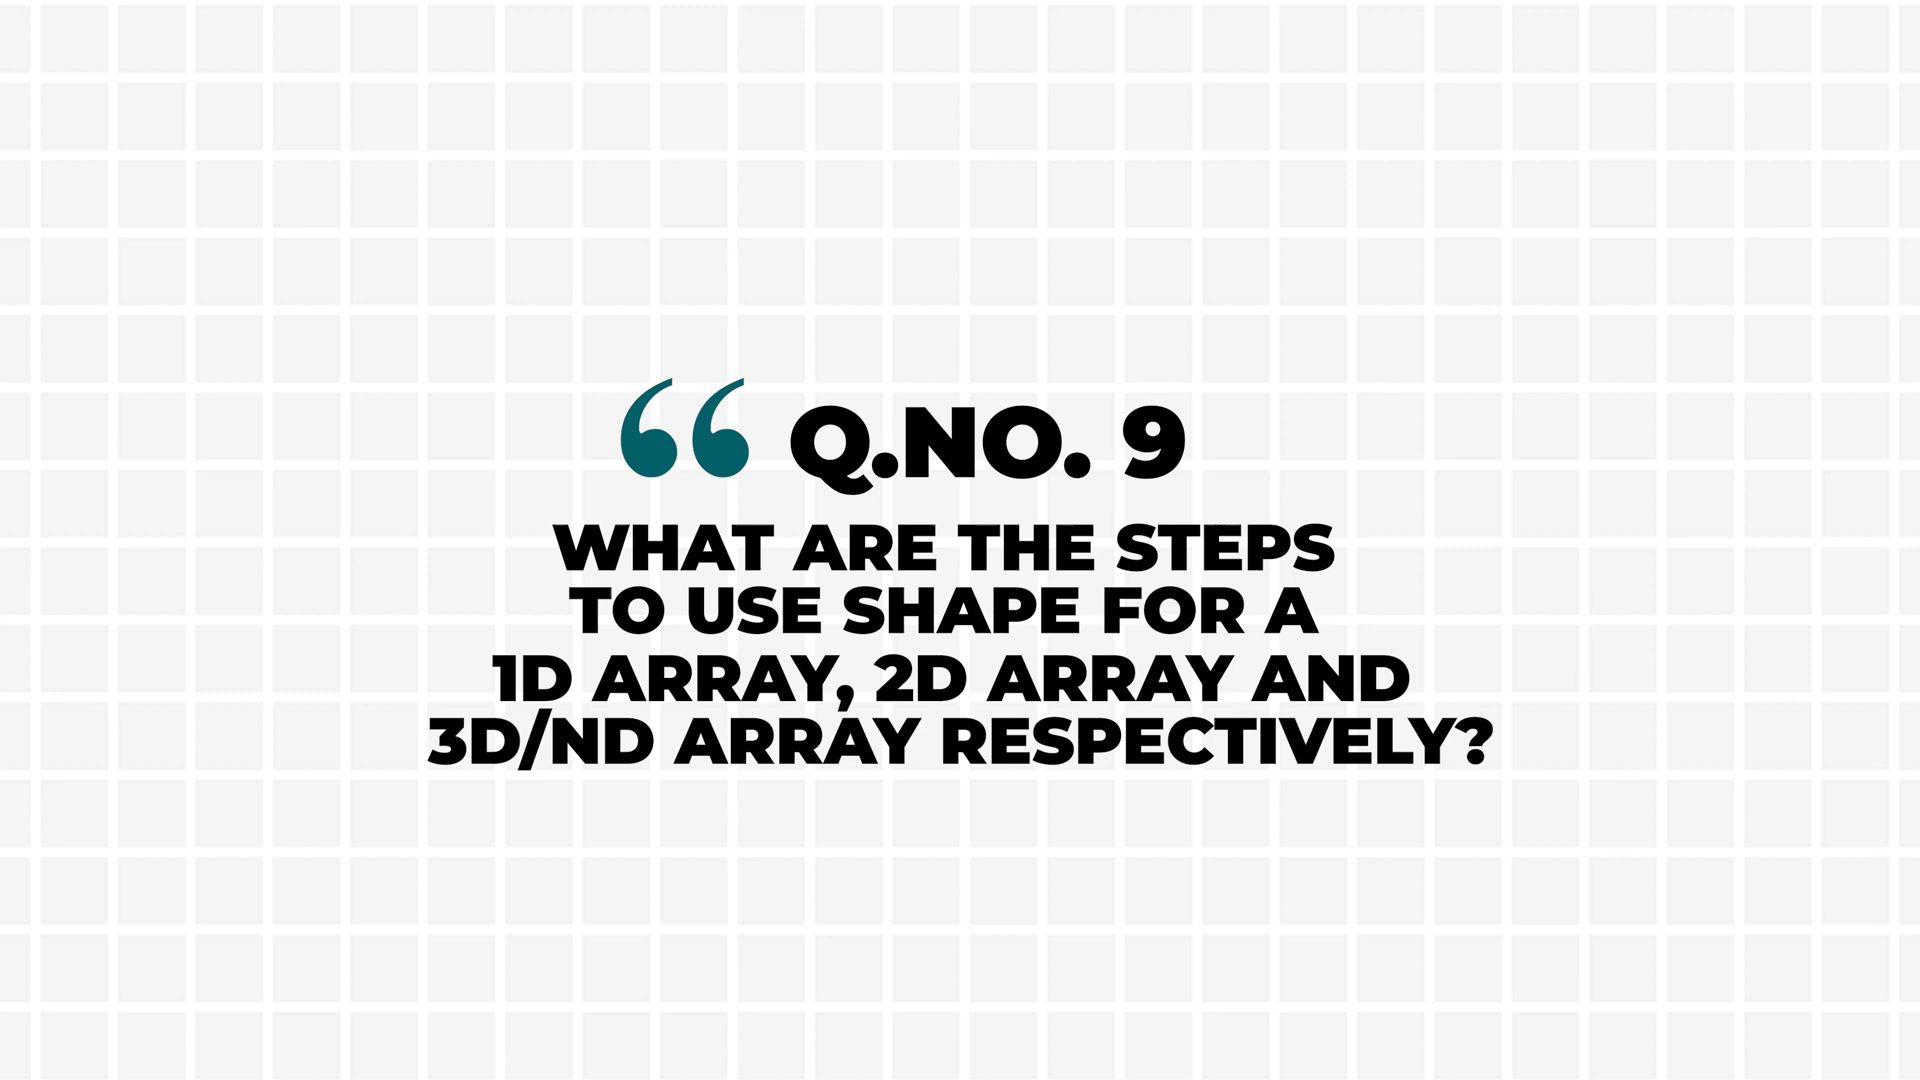 “ Q.NO. 9
WHAT ARE THE STEPS
TO USE SHAPE FOR A
1D ARRAY, 2D ARRAY AND
3D/ND ARRAY RESPECTIVELY?